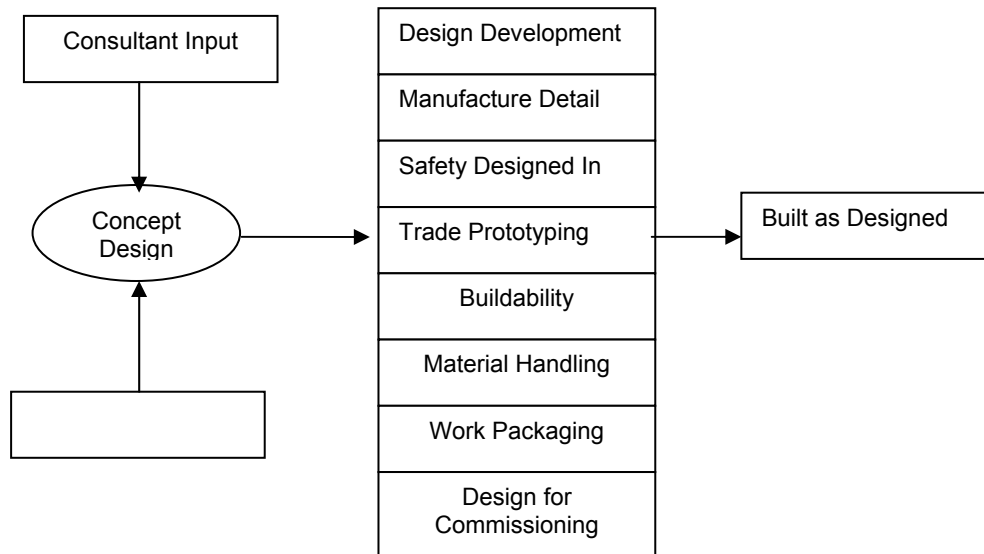 Consultant Input
Concept
Design
Design Development
Manufacture Detail
Safety Designed In
Trade Prototyping
Buildability
Material Handling
Work Packaging
Design for
Commissioning
Built as Designed